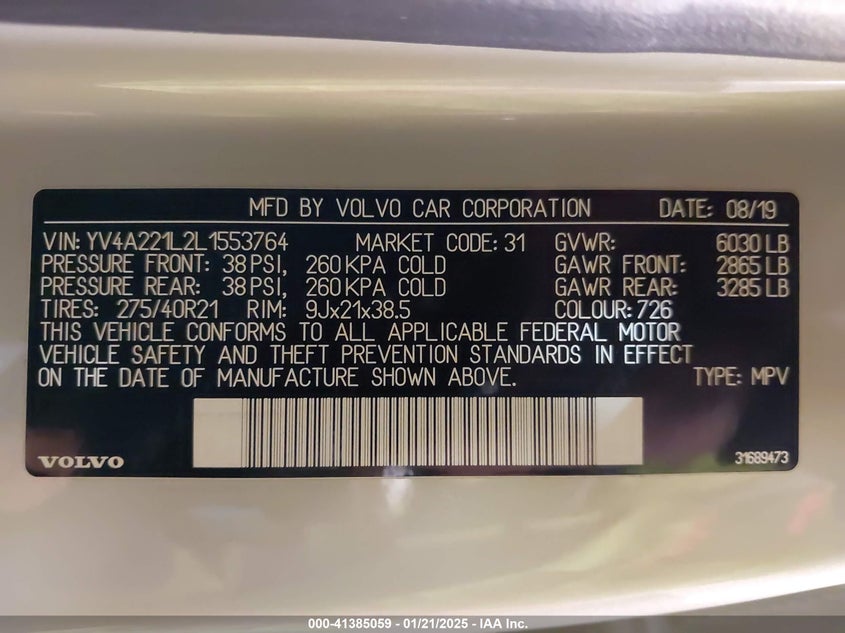 MFD BY VOLVO CAR CORPORATION DATE: 08/19
VIN: YV4A221L2L1553764 MARKET CODE: 31 GVWR: 6030 LB
PRESSURE FRONT: 38 PSI, 260 KPA COLD GAWR FRONT: 2865 LB
PRESSURE REAR: 38 PSI, 260 KPA COLD GAWR REAR: 3285 LB
TIRES: 275/40R21 RIM: 9Jx21x38.5 COLOUR: 726
THIS VEHICLE CONFORMS TO ALL APPLICABLE FEDERAL MOTOR
VEHICLE SAFETY AND THEFT PREVENTION STANDARDS IN EFFECT
ON THE DATE OF MANUFACTURE SHOWN ABOVE. TYPE: MPV
VOLVO 31689473
000-41385059 - 01/21/2025 - IAA Inc.